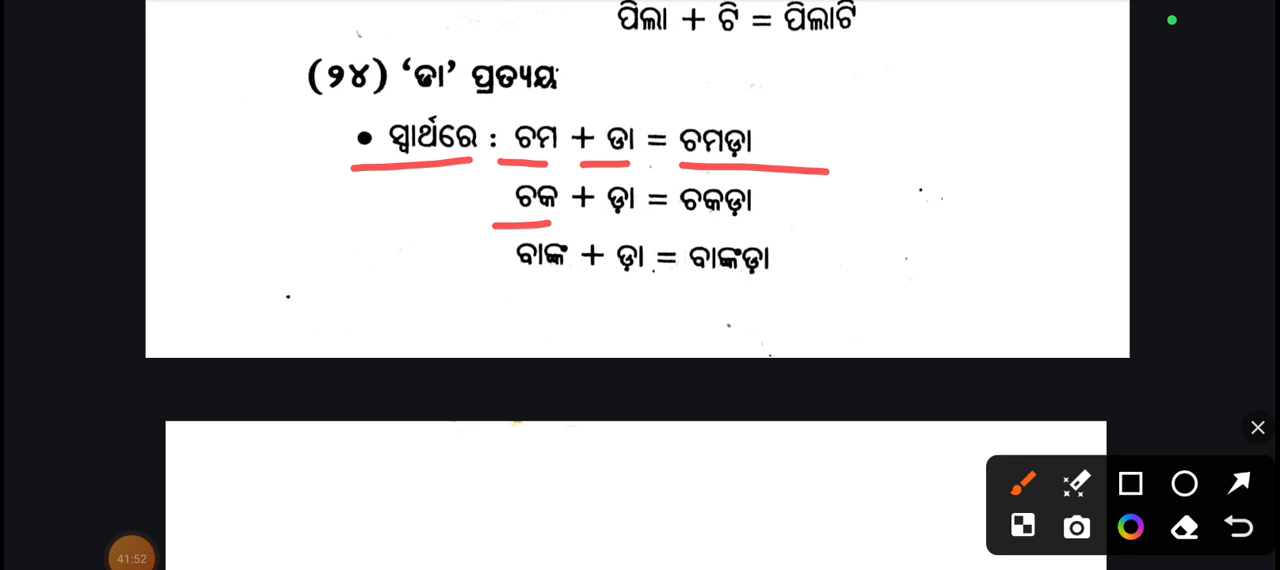 ପିଲା + ଟି = ପିଲାଟି
(୨୪) ‘ଡା’ ପ୍ରତ୍ୟୟ
• ସ୍ୱାର୍ଥରେ : ଚମ + ଡା = ଚମଡ଼ା
ଚକ + ଡ଼ା = ଚକଡ଼ା
ବାଙ୍କ + ଡ଼ା = ବାଙ୍କଡ଼ା
41:52